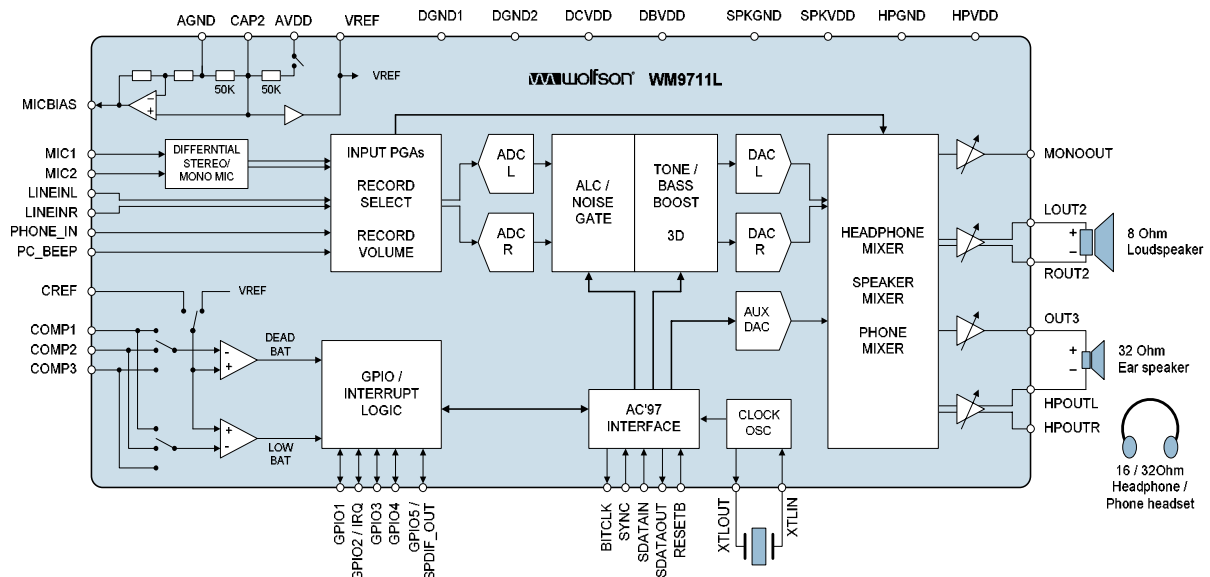 AGND
CAP2
AVDD
VREF
DGND1
DGND2
DCVDD
DBVDD
SPKGND
SPKVDD
HPGND
HPVDD
VREF
50K
50K
wolfson WM9711L
MICBIAS
MIC1
MIC2
LINEINL
LINEINR
PHONE_IN
PC_BEEP
DIFFERNTIAL
STEREO/
MONO MIC
INPUT PGAs
RECORD
SELECT
RECORD
VOLUME
ADC
L
ADC
R
ALC /
NOISE
GATE
TONE /
BASS
BOOST
3D
DAC
L
DAC
R
AUX
DAC
HEADPHONE
MIXER
SPEAKER
MIXER
PHONE
MIXER
MONOOUT
LOUT2
+
−
8 Ohm
Loudspeaker
ROUT2
OUT3
+
−
32 Ohm
Ear speaker
HPOUTL
HPOUTR
16 / 32Ohm
Headphone /
Phone headset
CREF
VREF
COMP1
COMP2
COMP3
-
+
DEAD
BAT
+
-
LOW
BAT
-
+
GPIO /
INTERRUPT
LOGIC
AC'97
INTERFACE
CLOCK
OSC
GPIO1
GPIO2 / IRQ
GPIO3
GPIO4
GPIO5 /
SPDIF_OUT
BITCLK
SYNC
SDATAIN
SDATAOUT
RESETB
XTLOUT
XTLIN